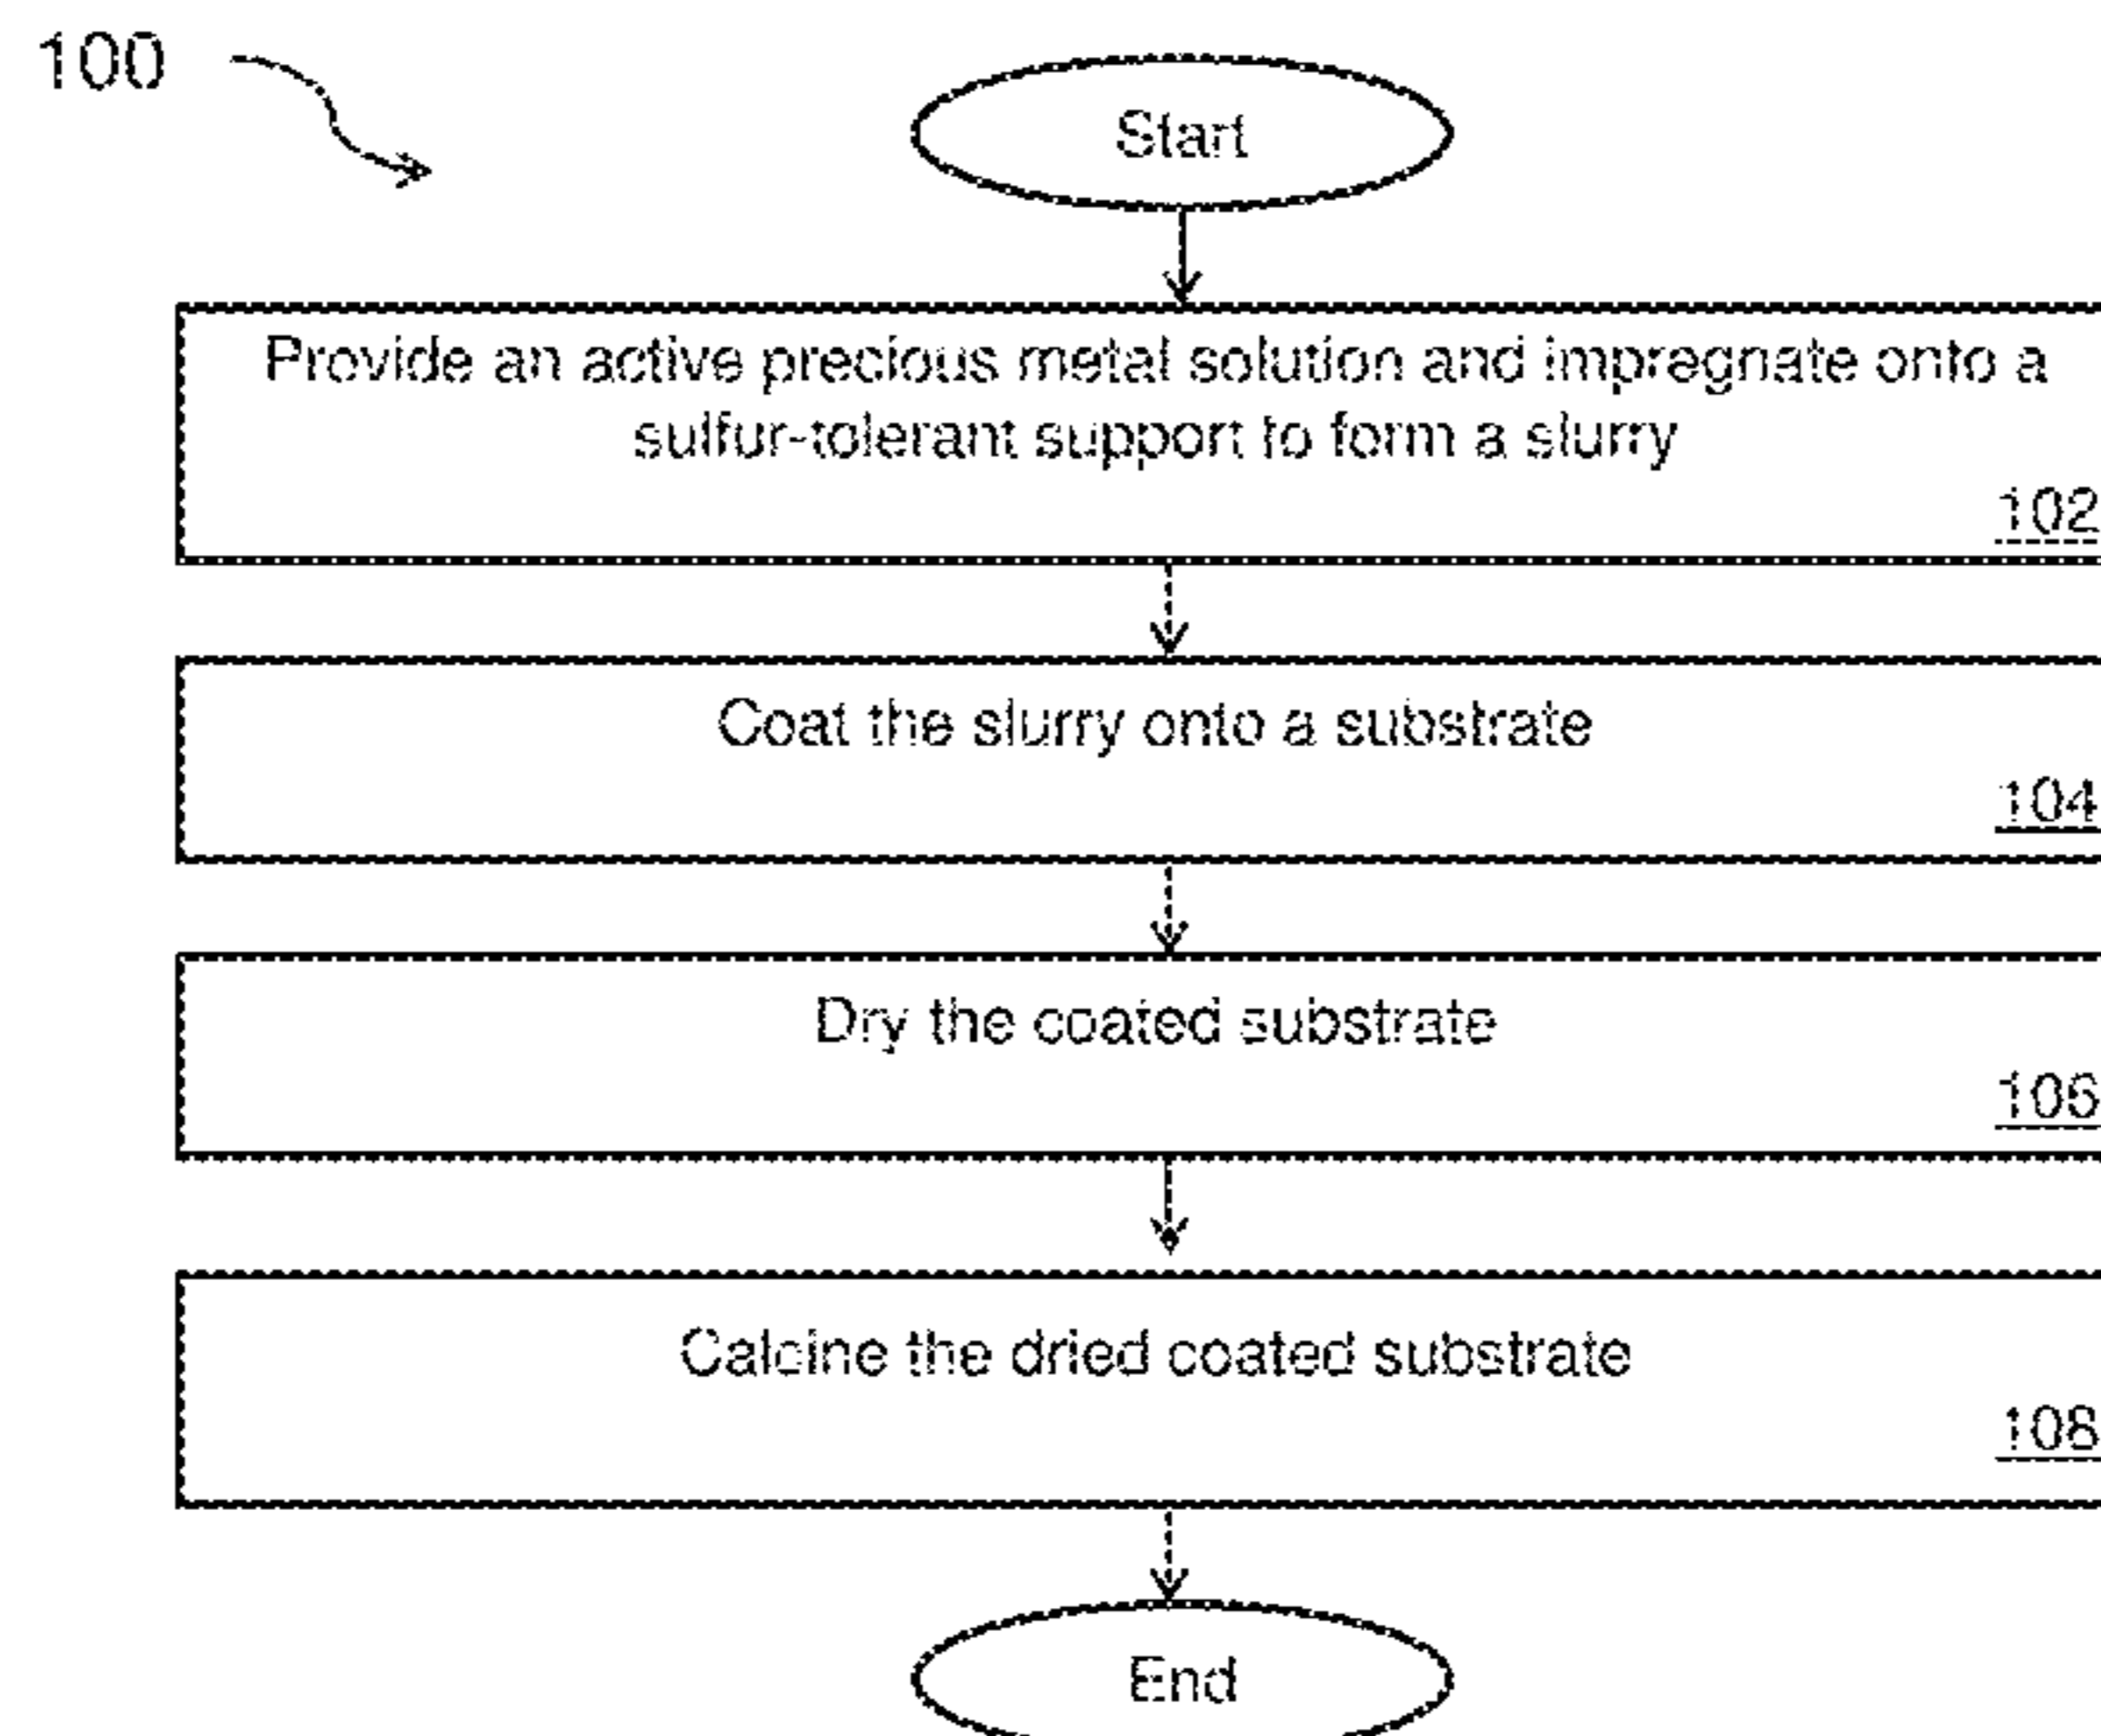 100
Start
Provide an active precious metal solution and impregnate onto a
sulfur-tolerant support to form a slurry
102
Coat the slurry onto a substrate
104
Dry the coated substrate
106
Calcine the dried coated substrate
108
End